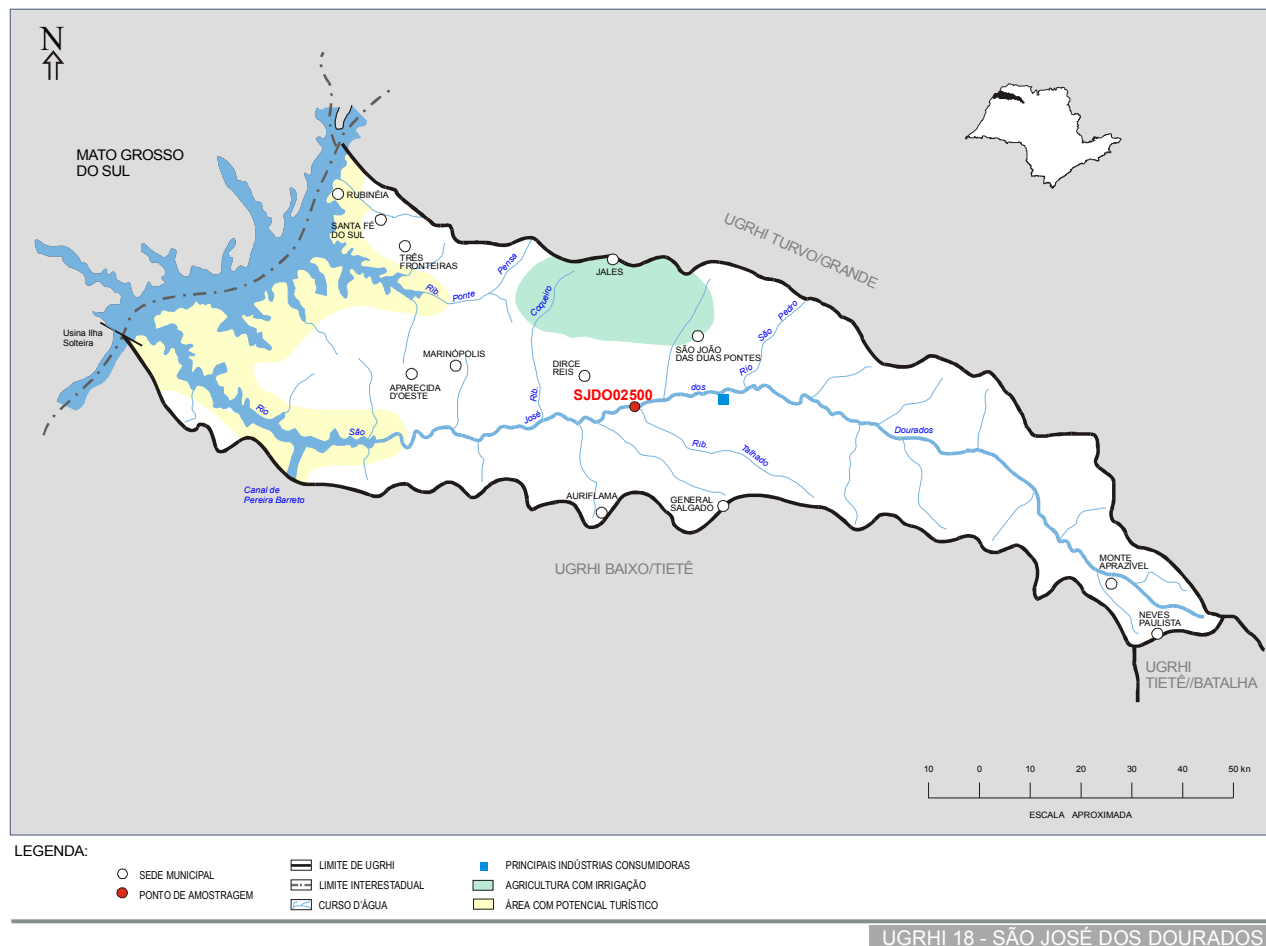 N
MATO GROSSO
DO SUL
RUBINÉIA
SANTA FÉ
DO SUL
TRÊS
FRONTEIRAS
UGRHI TURVO/GRANDE
JALES
Rib. Ponte Pensa
Coqueiro
Rib.
Usina Ilha
Solteira
MARINÓPOLIS
APARECIDA
D'OESTE
DIRCE
REIS
SÃO JOÃO
DAS DUAS PONTES
Rio São Pedro
SJDO02500
Rio São José dos Dourados
Rib. Talhado
Canal de
Pereira Barreto
AURIFLAMA
GENERAL
SALGADO
UGRHI BAIXO/TIETÊ
MONTE
APRAZÍVEL
NEVES
PAULISTA
UGRHI
TIETÊ//BATALHA
10 0 10 20 30 40 50 kn
ESCALA APROXIMADA
LEGENDA:
SEDE MUNICIPAL
PONTO DE AMOSTRAGEM
LIMITE DE UGRHI
LIMITE INTERESTADUAL
CURSO D'ÁGUA
PRINCIPAIS INDÚSTRIAS CONSUMIDORAS
AGRICULTURA COM IRRIGAÇÃO
ÁREA COM POTENCIAL TURÍSTICO
UGRHI 18 - SÃO JOSÉ DOS DOURADOS